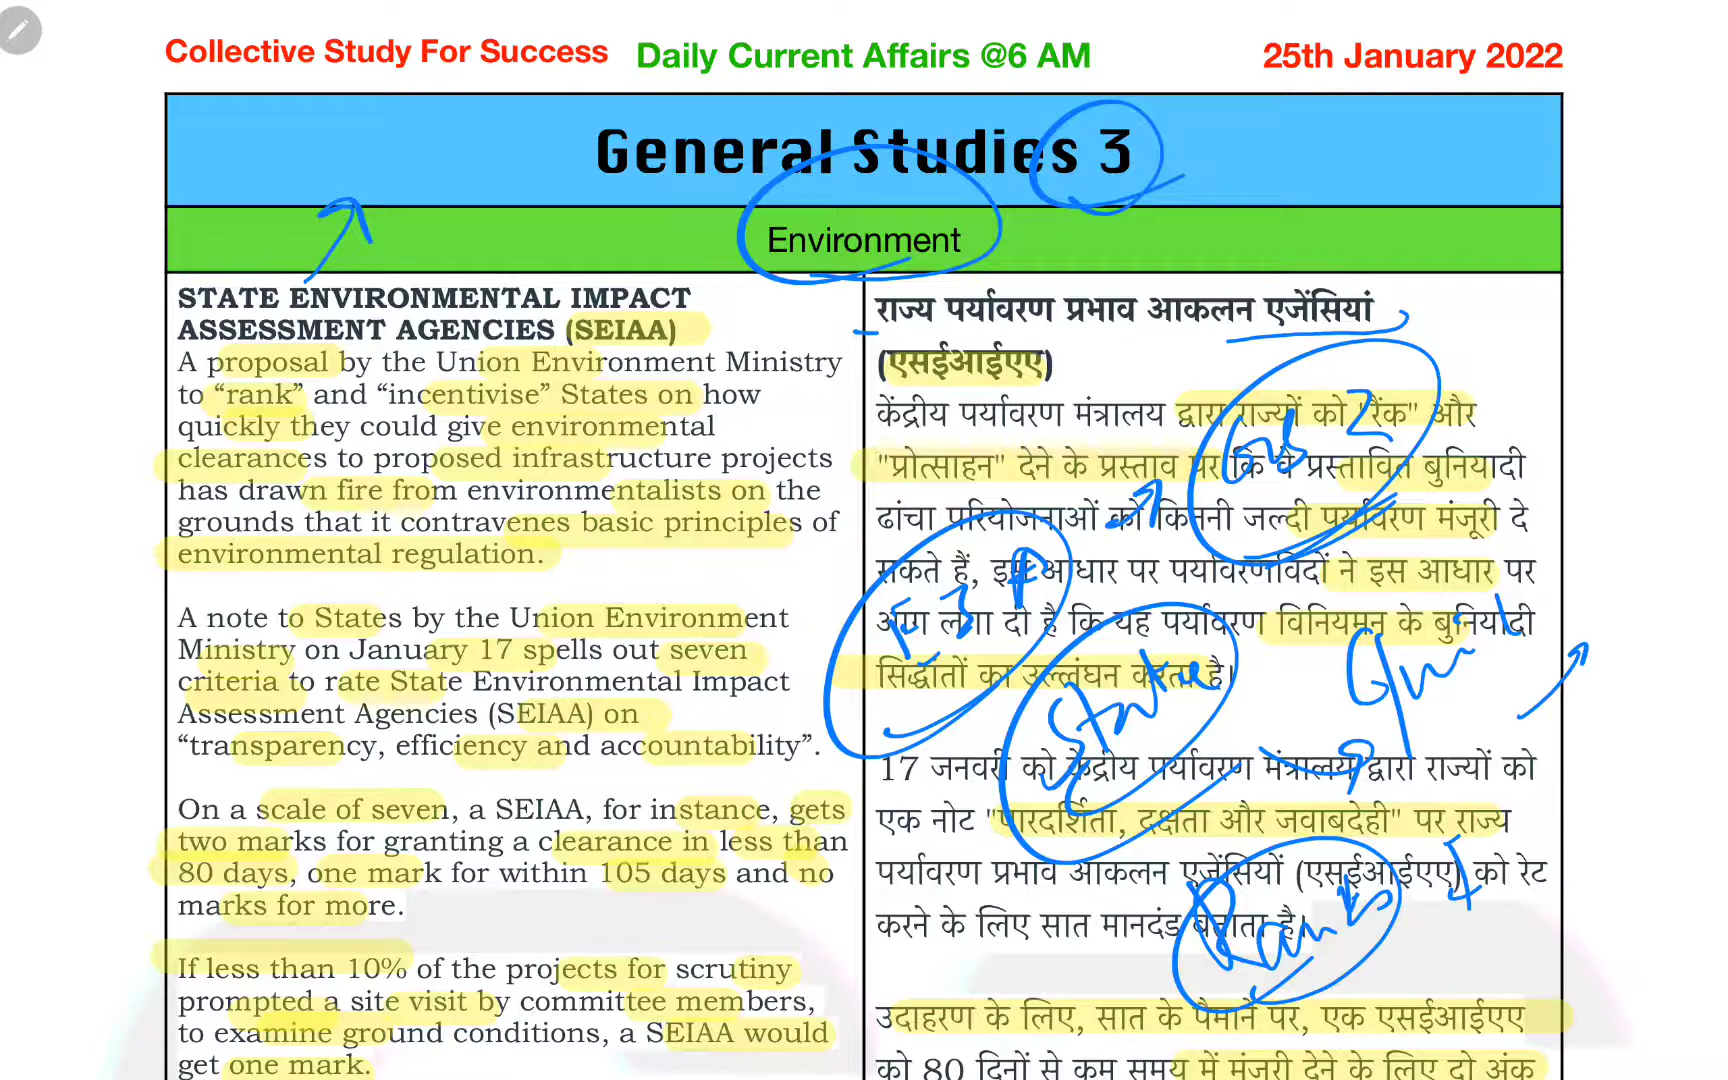 Collective Study For Success Daily Current Affairs @6 AM 25th January 2022
General Studies 3
Environment
STATE ENVIRONMENTAL IMPACT
ASSESSMENT AGENCIES (SEIAA)
A proposal by the Union Environment Ministry
to “rank” and “incentivise” States on how
quickly they could give environmental
clearances to proposed infrastructure projects
has drawn fire from environmentalists on the
grounds that it contravenes basic principles of
environmental regulation.
A note to States by the Union Environment
Ministry on January 17 spells out seven
criteria to rate State Environmental Impact
Assessment Agencies (SEIAA) on
“transparency, efficiency and accountability”.
On a scale of seven, a SEIAA, for instance, gets
two marks for granting a clearance in less than
80 days, one mark for within 105 days and no
marks for more.
If less than 10% of the projects for scrutiny
prompted a site visit by committee members,
to examine ground conditions, a SEIAA would
get one mark.
राज्य पर्यावरण प्रभाव आकलन एजेंसियां
(एसईआईएए)
केंद्रीय पर्यावरण मंत्रालय द्वारा राज्यों को "रैंक" और
"प्रोत्साहन" देने के प्रस्ताव पर कि वे प्रस्तावित बुनियादी
ढांचा परियोजनाओं को कितनी जल्दी पर्यावरण मंजूरी दे
सकते हैं, इस आधार पर पर्यावरणविदों ने इस आधार पर
आग लगा दी है कि यह पर्यावरण विनियमन के बुनियादी
सिद्धांतों का उल्लंघन करता है।
17 जनवरी को केंद्रीय पर्यावरण मंत्रालय द्वारा राज्यों को
एक नोट "पारदर्शिता, दक्षता और जवाबदेही" पर राज्य
पर्यावरण प्रभाव आकलन एजेंसियों (एसईआईएए) को रेट
करने के लिए सात मानदंड बताता है।
उदाहरण के लिए, सात के पैमाने पर, एक एसईआईएए
को 80 दिनों से कम समय में मंजूरी देने के लिए दो अंक
GS 2
State
Ranks